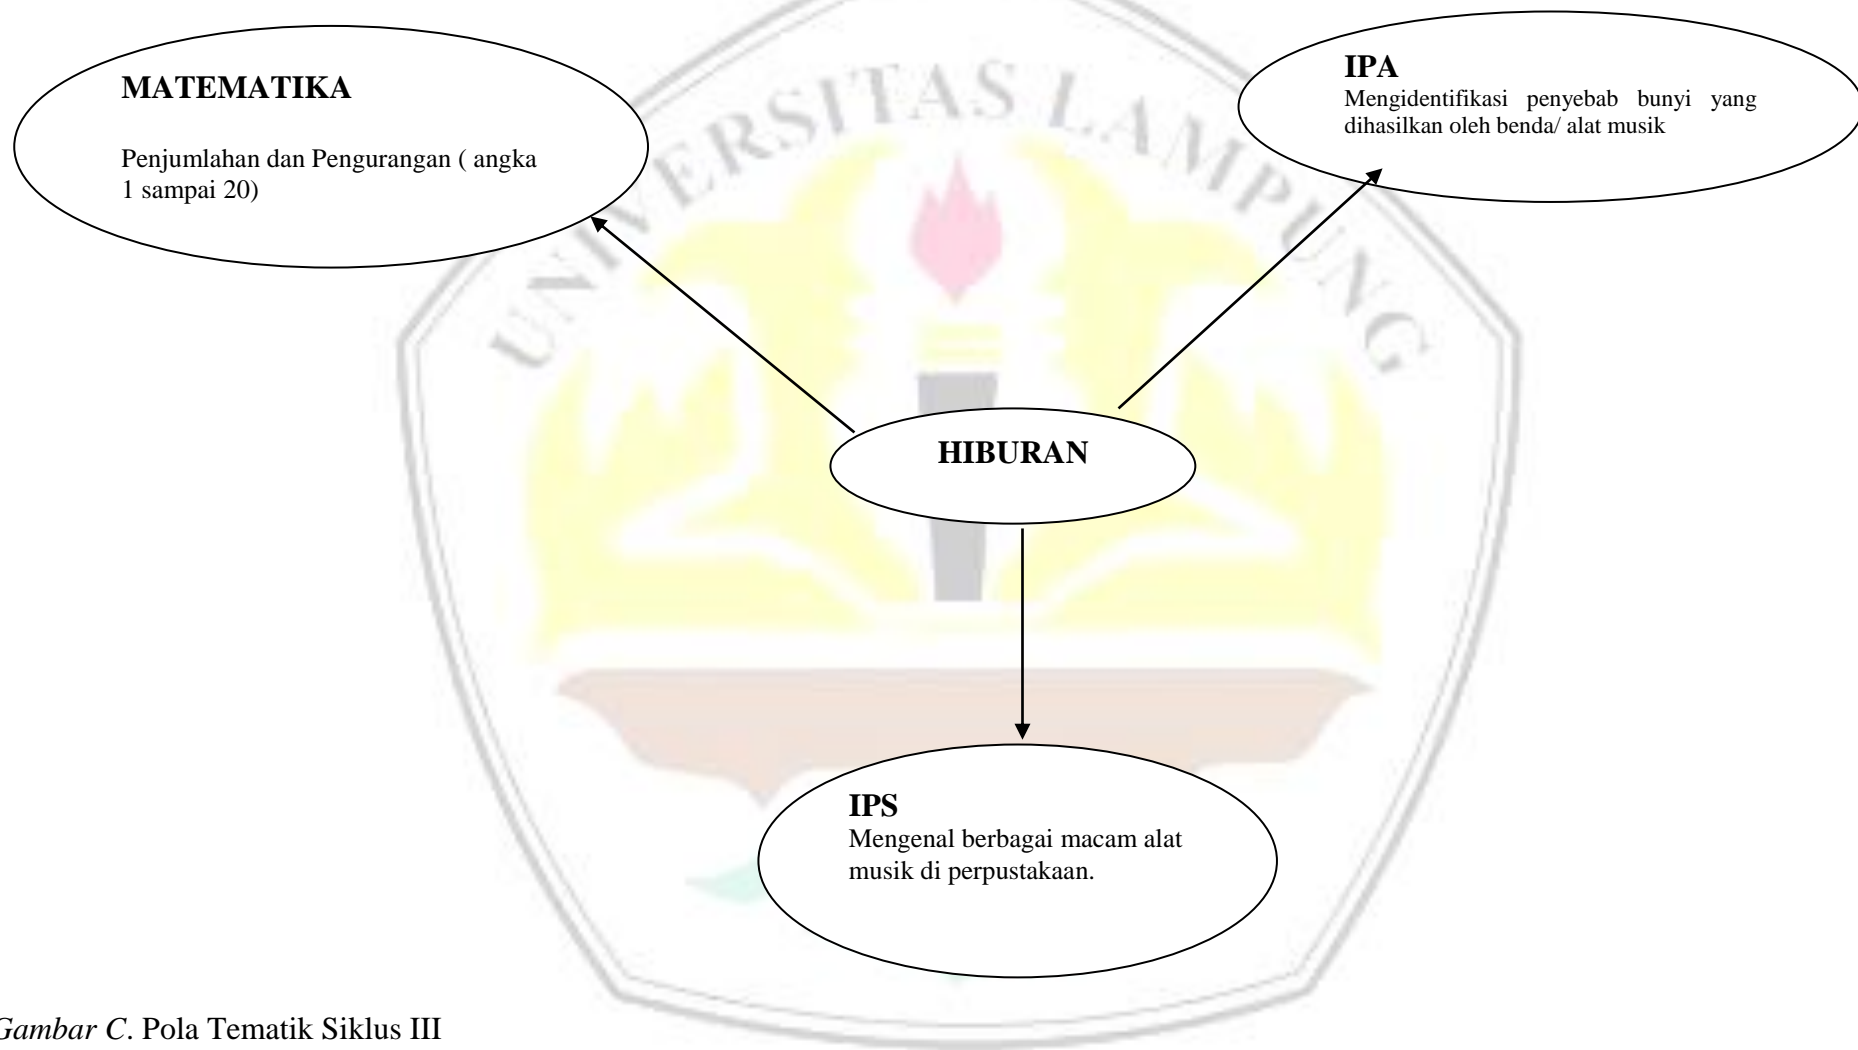 UNIVERSITAS LAMPUNG
MATEMATIKA
Penjumlahan dan Pengurangan ( angka
1 sampai 20)
IPA
Mengidentifikasi penyebab bunyi yang
dihasilkan oleh benda/ alat musik
HIBURAN
IPS
Mengenal berbagai macam alat
musik di perpustakaan.
Gambar C. Pola Tematik Siklus III